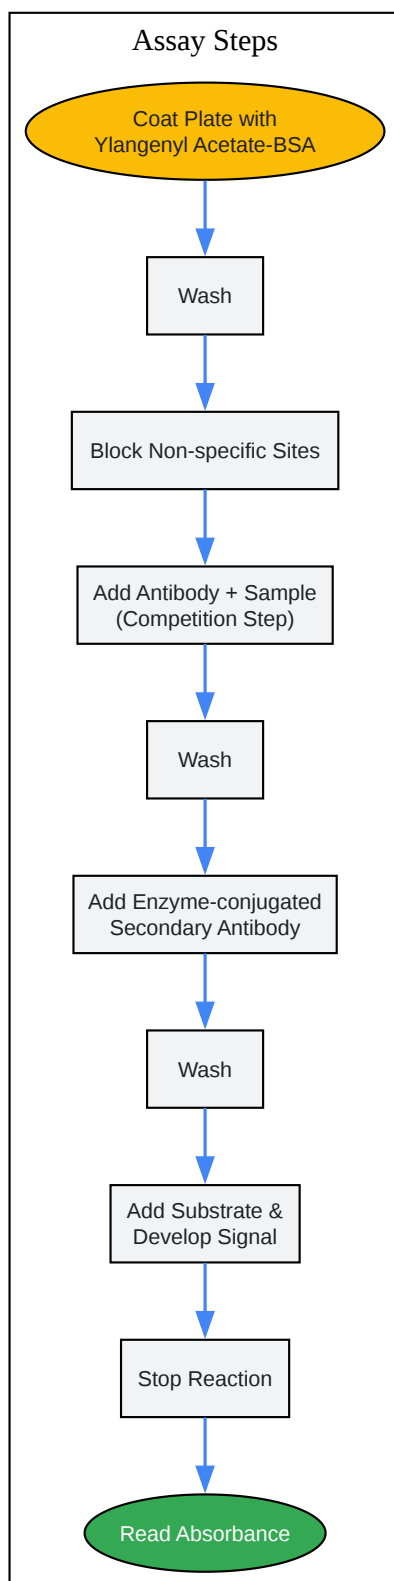 Assay Steps
Coat Plate with
Ylangenyl Acetate-BSA
Wash
Block Non-specific Sites
Add Antibody + Sample
(Competition Step)
Wash
Add Enzyme-conjugated
Secondary Antibody
Wash
Add Substrate &
Develop Signal
Stop Reaction
Read Absorbance